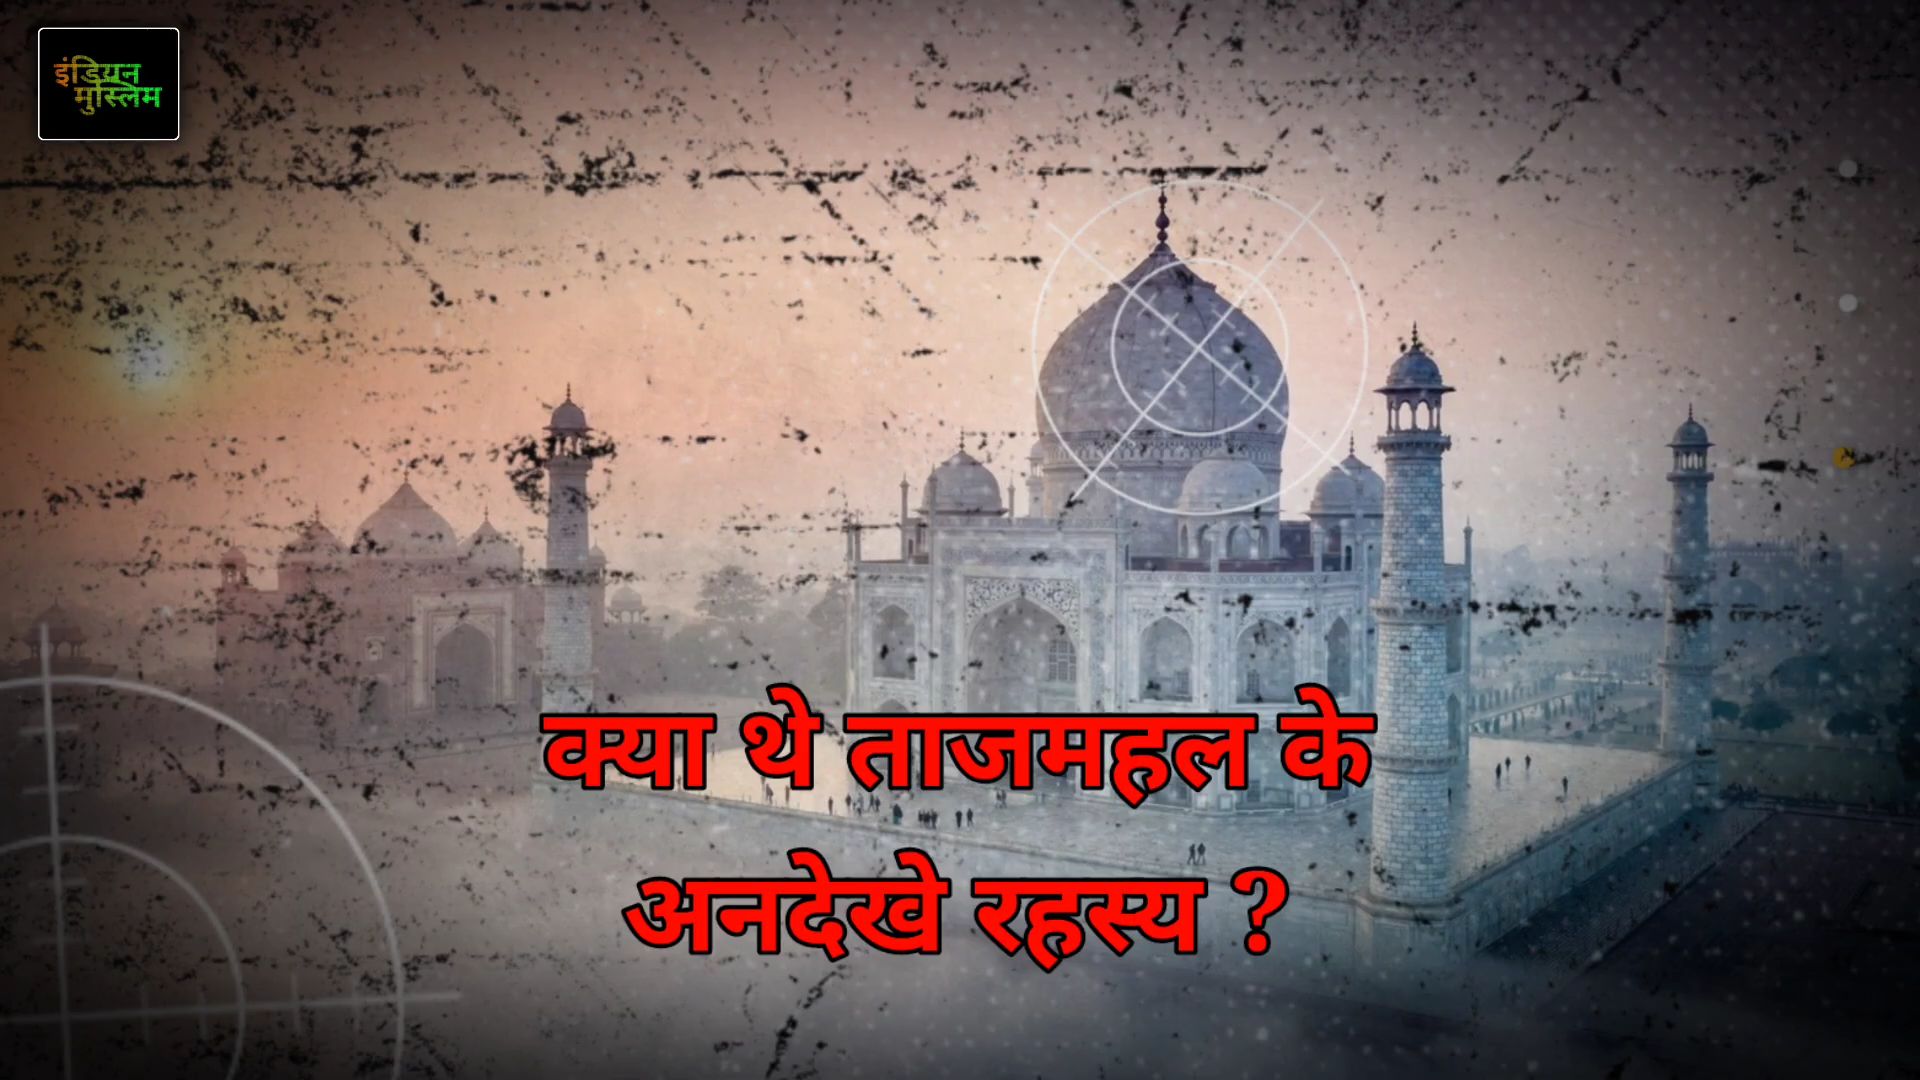 इंडियन
मुस्लिम
क्या थे ताजमहल के
अनदेखे रहस्य ?